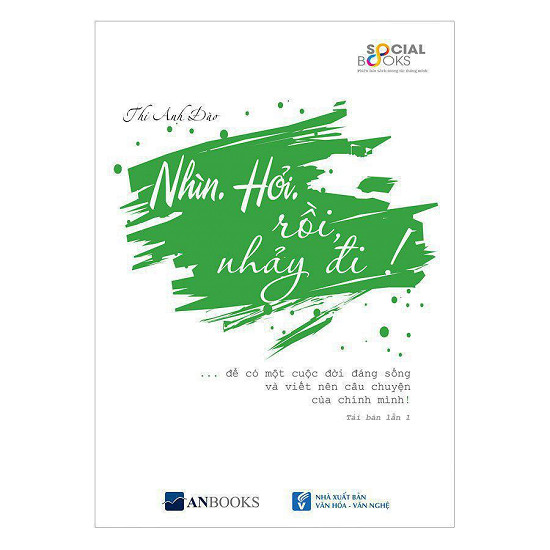 SOCIAL
BOOKS
Thi Anh Đào
Nhìn. Hỏi.
rồi,
nhảy đi !
... để có một cuộc đời đáng sống
và viết nên câu chuyện
của chính mình!
Tái bản lần 1
ANBOOKS
NHÀ XUẤT BẢN
VĂN HÓA - VĂN NGHỆ